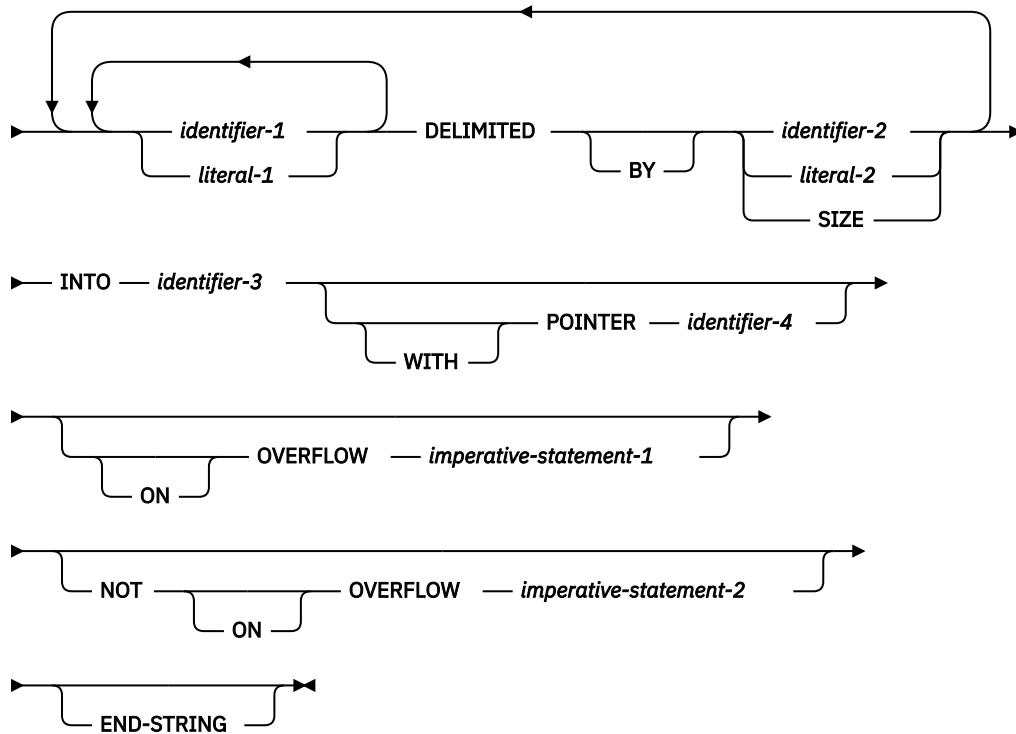 identifier-1 DELIMITED identifier-2
literal-1 BY literal-2
SIZE
INTO identifier-3
POINTER identifier-4
WITH
OVERFLOW imperative-statement-1
ON
NOT OVERFLOW imperative-statement-2
ON
END-STRING